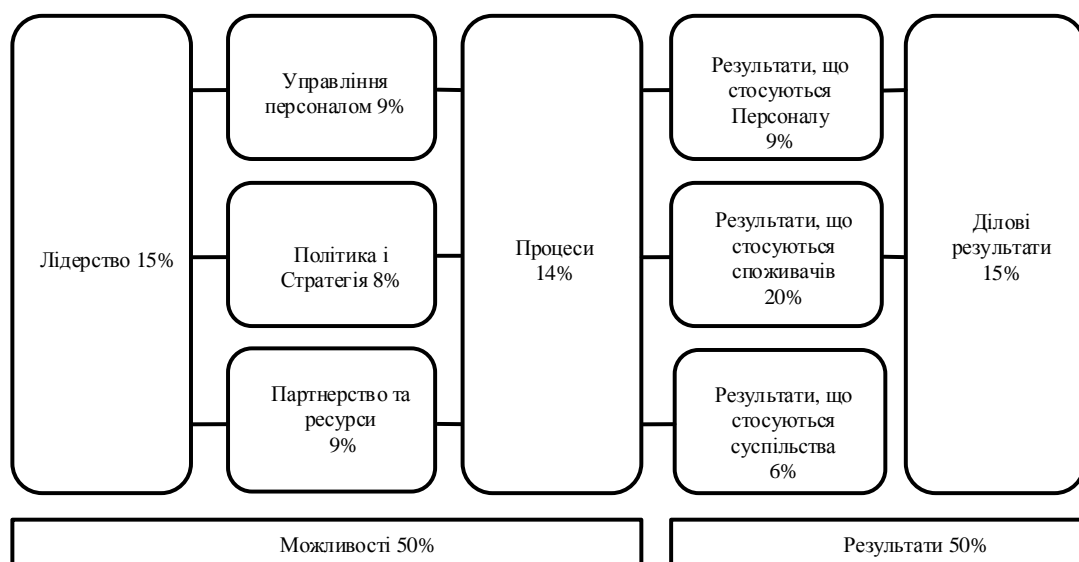 Лідерство 15%
Управління
персоналом 9%
Політика і
Стратегія 8%
Партнерство та
ресурси
9%
Процеси
14%
Результати, що
стосуються
Персоналу
9%
Результати, що
стосуються
споживачів
20%
Результати, що
стосуються
суспільства
6%
Ділові
результати
15%
Можливості 50%
Результати 50%